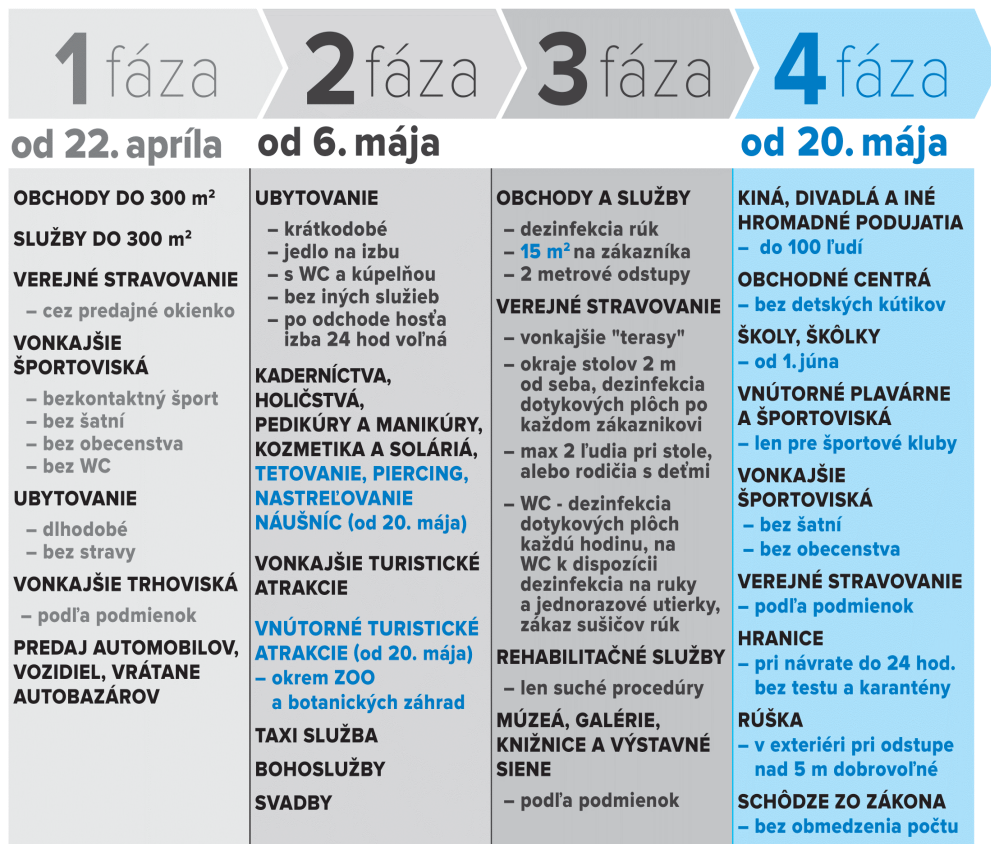 1 fáza
od 22. apríla
OBCHODY DO 300 m²
SLUŽBY DO 300 m²
VEREJNÉ STRAVOVANIE
– cez predajné okienko
VONKAJŠIE
ŠPORTOVISKÁ
– bezkontaktný šport
– bez šatní
– bez obecenstva
– bez WC
UBYTOVANIE
– dlhodobé
– bez stravy
VONKAJŠIE TRHOVISKÁ
– podľa podmienok
PREDAJ AUTOMOBILOV,
VOZIDIEL, VRÁTANE
AUTOBAZÁROV
2 fáza
od 6. mája
UBYTOVANIE
– krátkodobé
– jedlo na izbu
– s WC a kúpelňou
– bez iných služieb
– po odchode hosťa
izba 24 hod voľná
KADERNÍCTVA,
HOLIČSTVÁ,
PEDIKÚRY A MANIKÚRY,
KOZMETIKA A SOLÁRIÁ,
TETOVANIE, PIERCING,
NASTREĽOVANIE
NÁUŠNÍC (od 20. mája)
VONKAJŠIE TURISTICKÉ
ATRAKCIE
VNÚTORNÉ TURISTICKÉ
ATRAKCIE (od 20. mája)
– okrem ZOO
a botanických záhrad
TAXI SLUŽBA
BOHOSLUŽBY
SVADBY
3 fáza
OBCHODY A SLUŽBY
– dezinfekcia rúk
– 15 m² na zákazníka
– 2 metrové odstupy
VEREJNÉ STRAVOVANIE
– vonkajšie "terasy"
– okraje stolov 2 m
od seba, dezinfekcia
dotykových plôch po
každom zákaznikovi
– max 2 ľudia pri stole,
alebo rodičia s deťmi
– WC - dezinfekcia
dotykových plôch
každú hodinu, na
WC k dispozícii
dezinfekcia na ruky
a jednorazové utierky,
zákaz sušičov rúk
REHABILITAČNÉ SLUŽBY
– len suché procedúry
MÚZEÁ, GALÉRIE,
KNIŽNICE A VÝSTAVNÉ
SIENE
– podľa podmienok
4 fáza
od 20. mája
KINÁ, DIVADLÁ A INÉ
HROMADNÉ PODUJATIA
– do 100 ľudí
OBCHODNÉ CENTRÁ
– bez detských kútikov
ŠKOLY, ŠKÔLKY
– od 1. júna
VNÚTORNÉ PLAVÁRNE
A ŠPORTOVISKÁ
– len pre športové kluby
VONKAJŠIE
ŠPORTOVISKÁ
– bez šatní
– bez obecenstva
VEREJNÉ STRAVOVANIE
– podľa podmienok
HRANICE
– pri návrate do 24 hod.
bez testu a karantény
RÚŠKA
– v exteriéri pri odstupe
nad 5 m dobrovoľné
SCHÔDZE ZO ZÁKONA
– bez obmedzenia počtu